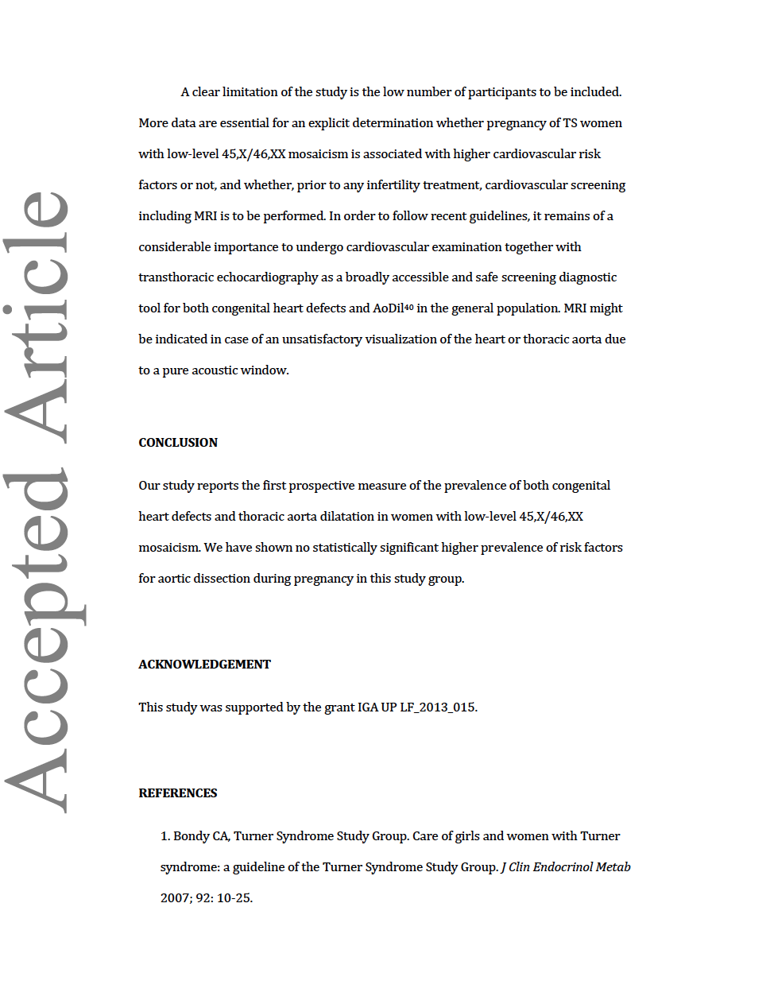 A clear limitation of the study is the low number of participants to be included.
More data are essential for an explicit determination whether pregnancy of TS women
with low-level 45,X/46,XX mosaicism is associated with higher cardiovascular risk
factors or not, and whether, prior to any infertility treatment, cardiovascular screening
including MRI is to be performed. In order to follow recent guidelines, it remains of a
considerable importance to undergo cardiovascular examination together with
transthoracic echocardiography as a broadly accessible and safe screening diagnostic
tool for both congenital heart defects and AoDil⁴⁰ in the general population. MRI might
be indicated in case of an unsatisfactory visualization of the heart or thoracic aorta due
to a pure acoustic window.
CONCLUSION
Our study reports the first prospective measure of the prevalence of both congenital
heart defects and thoracic aorta dilatation in women with low-level 45,X/46,XX
mosaicism. We have shown no statistically significant higher prevalence of risk factors
for aortic dissection during pregnancy in this study group.
ACKNOWLEDGEMENT
This study was supported by the grant IGA UP LF_2013_015.
REFERENCES
1. Bondy CA, Turner Syndrome Study Group. Care of girls and women with Turner
syndrome: a guideline of the Turner Syndrome Study Group. J Clin Endocrinol Metab
2007; 92: 10-25.
Accepted Article